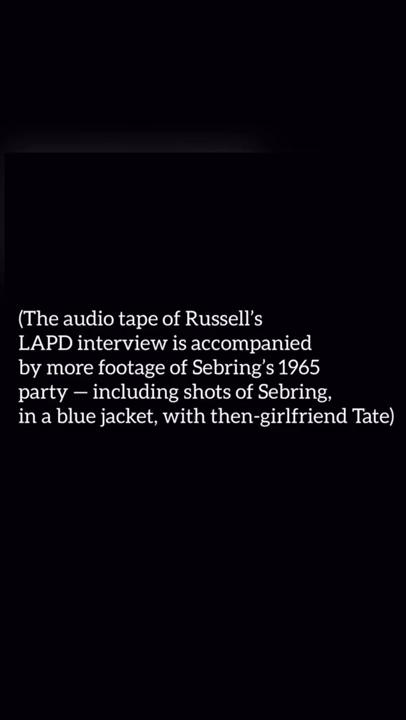 (The audio tape of Russell’s
LAPD interview is accompanied
by more footage of Sebring’s 1965
party — including shots of Sebring,
in a blue jacket, with then-girlfriend Tate)